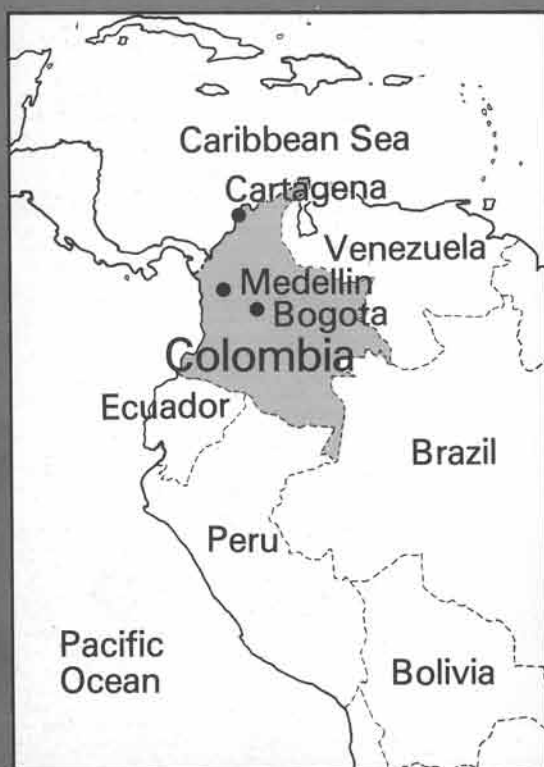 Caribbean Sea
Cartagena
Venezuela
Medellin
Bogota
Colombia
Ecuador
Brazil
Peru
Pacific
Ocean
Bolivia